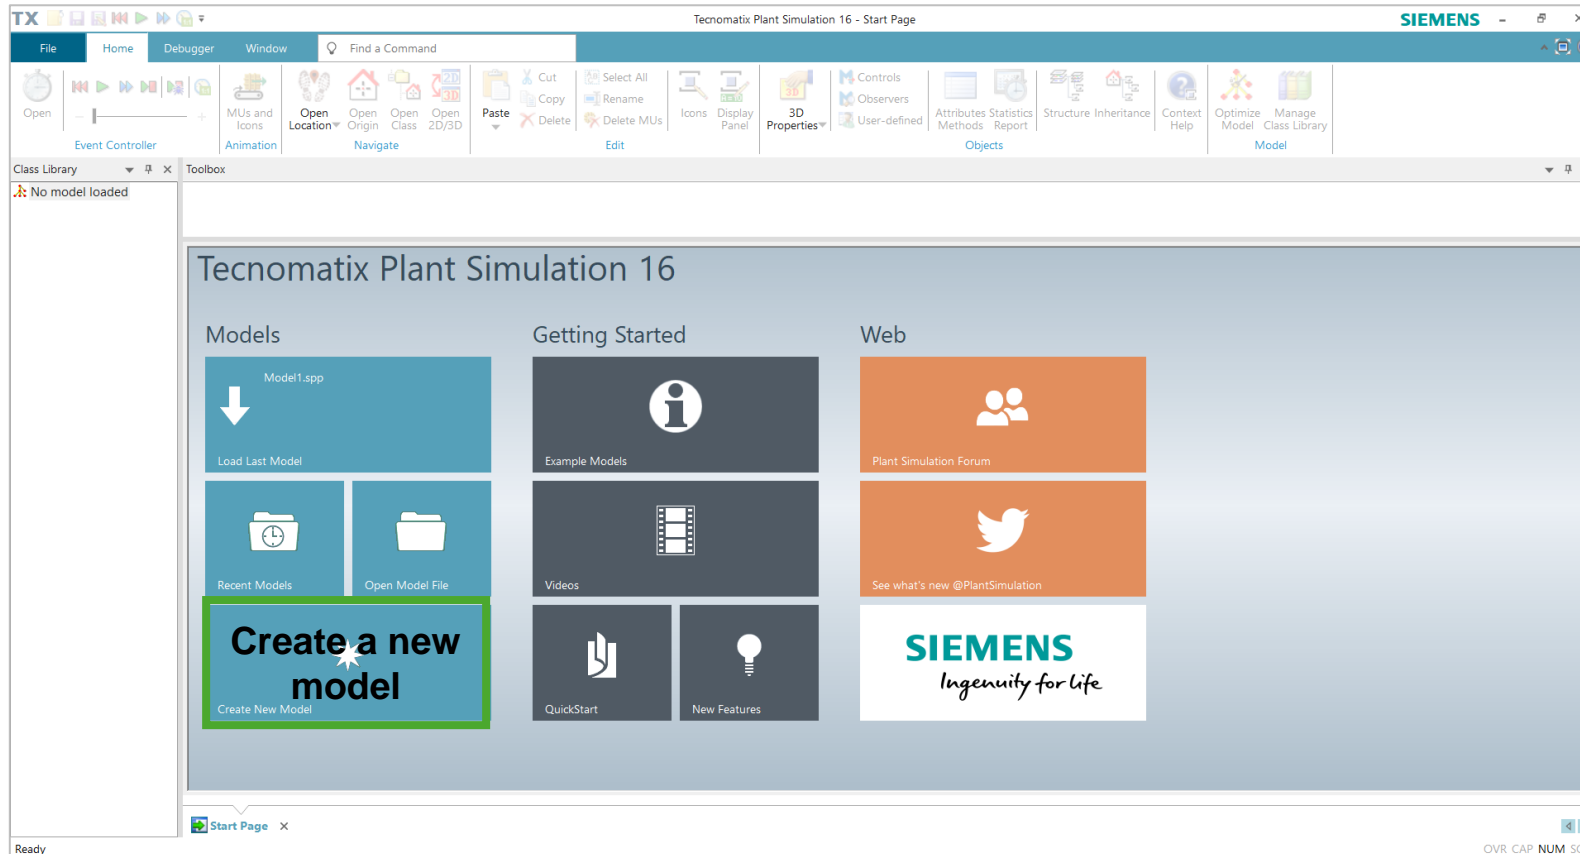 TX
Tecnomatix Plant Simulation 16 - Start Page
SIEMENS
File Home Debugger Window Find a Command
Open
Event Controller
MUs and Icons
Animation
Open Location
Open Origin
Open Class
Open 2D/3D
Navigate
Paste
Cut
Copy
Delete
Select All
Rename
Delete MUs
Icons
Display Panel
Edit
3D Properties
Controls
Observers
User-defined
Attributes Methods
Statistics Report
Structure
Inheritance
Context Help
Objects
Optimize Model
Manage Class Library
Model
Class Library
Toolbox
No model loaded
Tecnomatix Plant Simulation 16
Models
Model1.spp
Load Last Model
Recent Models
Open Model File
Create a new
model
Create New Model
Getting Started
Example Models
Videos
QuickStart
New Features
Web
Plant Simulation Forum
See what's new @PlantSimulation
SIEMENS
Ingenuity for life
Start Page
Ready
OVR CAP NUM